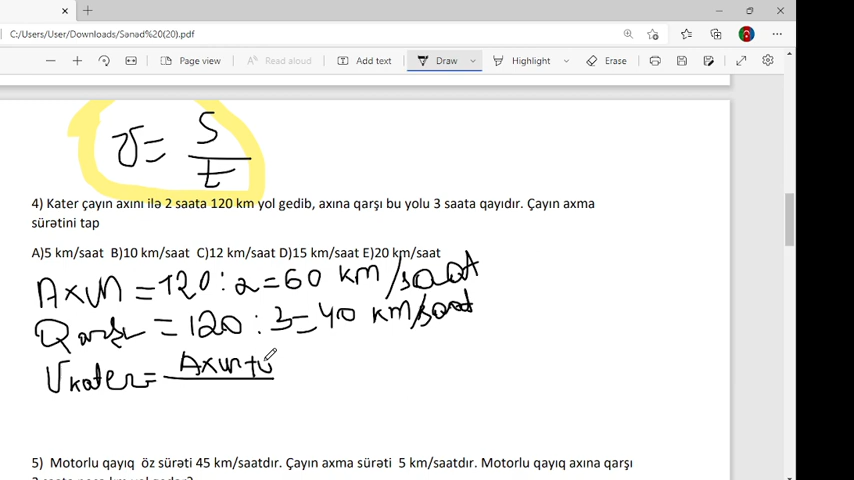 C:/Users/User/Downloads/Sənəd%20(20).pdf
Page view
Read aloud
Add text
Draw
Highlight
Erase
v= S/t
4) Kater çayın axını ilə 2 saata 120 km yol gedib, axına qarşı bu yolu 3 saata qayıdır. Çayın axma
sürətini tap
A)5 km/saat B)10 km/saat C)12 km/saat D)15 km/saat E)20 km/saat
Axın =120:2=60 km/saat
Qarşı =120:3=40 km/saat
Vkater= Axın+
5) Motorlu qayıq öz sürəti 45 km/saatdır. Çayın axma sürəti 5 km/saatdır. Motorlu qayıq axına qarşı